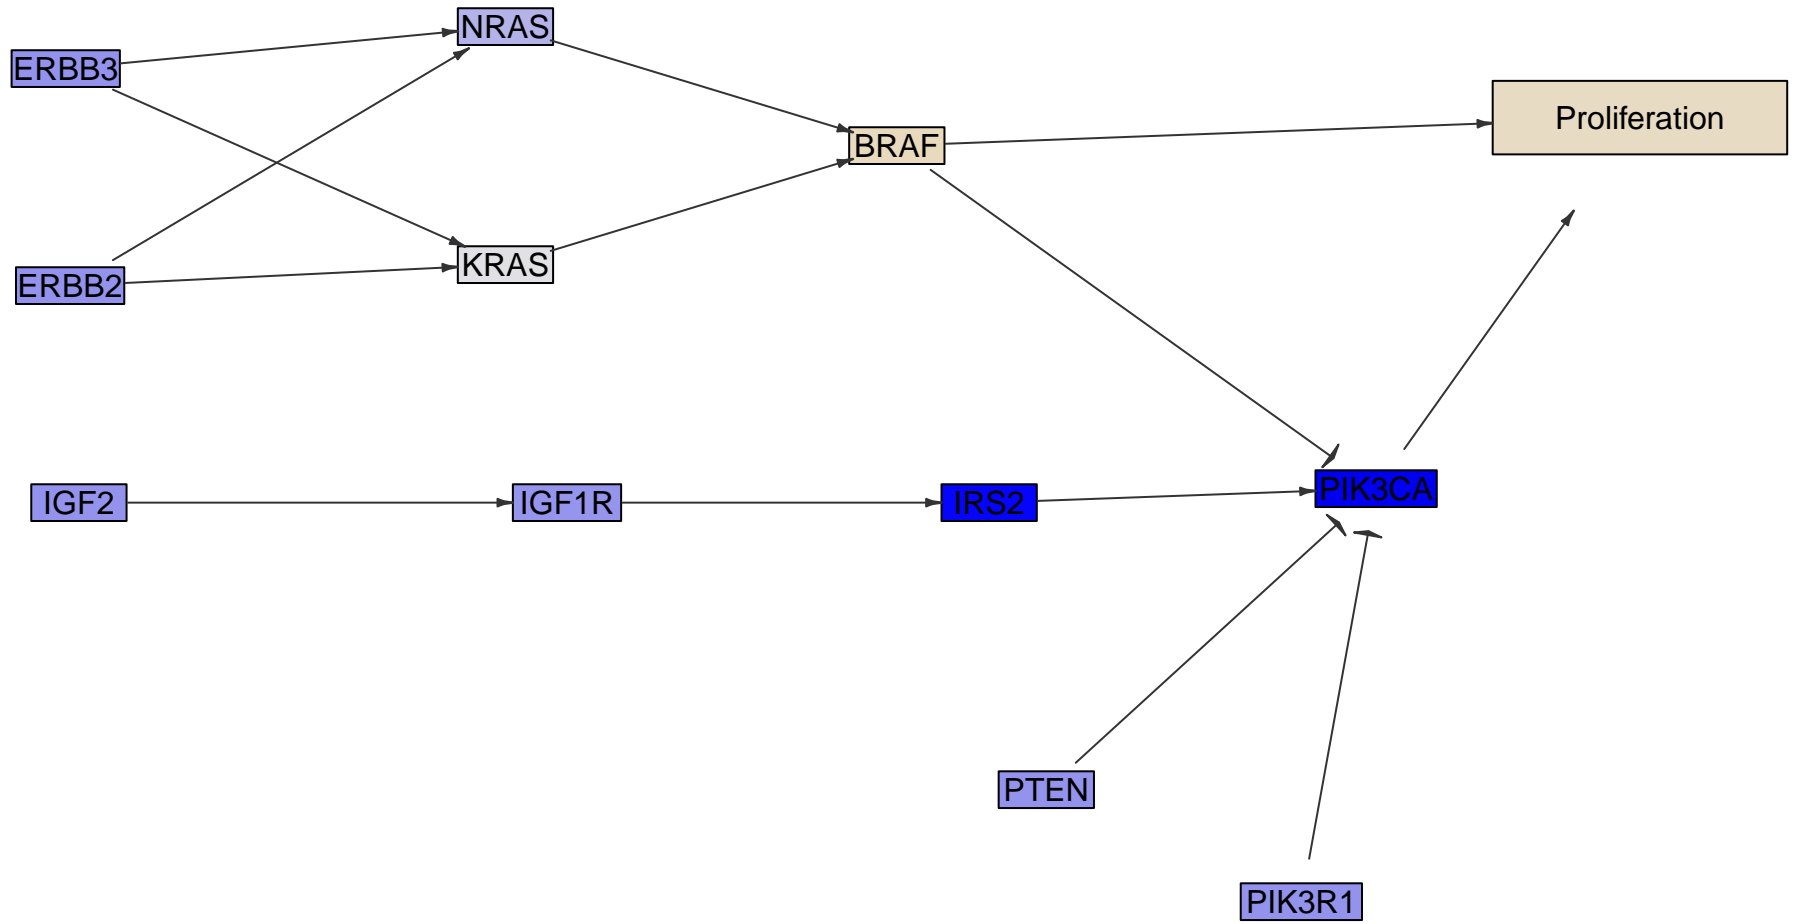 NRAS
ERBB3
Proliferation
BRAF
KRAS
ERBB2
PIK3CA
IGF2
IGF1R
IRS2
PTEN
PIK3R1